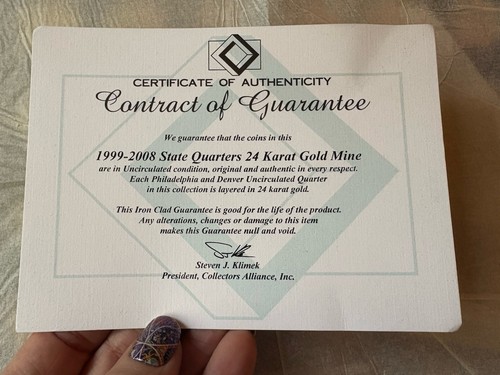 CERTIFICATE OF AUTHENTICITY
Contract of Guarantee
We guarantee that the coins in this
1999-2008 State Quarters 24 Karat Gold Mine
are in Uncirculated condition, original and authentic in every respect.
Each Philadelphia and Denver Uncirculated Quarter
in this collection is layered in 24 karat gold.
This Iron Clad Guarantee is good for the life of the product.
Any alterations, changes or damage to this item
makes this Guarantee null and void.
Steven J. Klimek
President, Collectors Alliance, Inc.